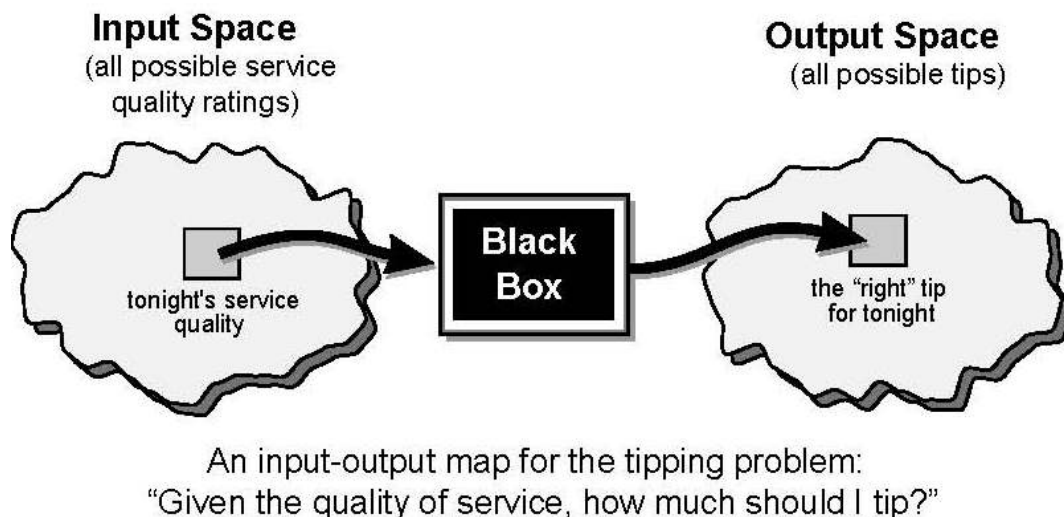 Input Space
(all possible service
quality ratings)
Output Space
(all possible tips)
Black
Box
tonight's service
quality
the “right” tip
for tonight
An input-output map for the tipping problem:
“Given the quality of service, how much should I tip?”